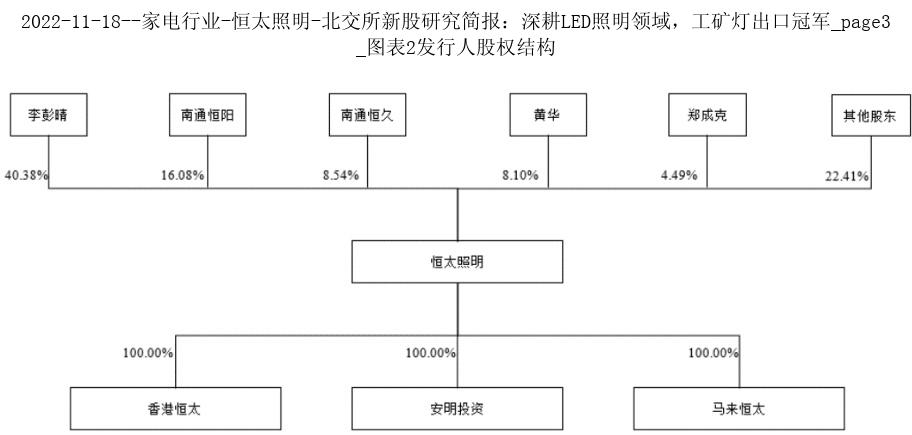 2022-11-18--家电行业-恒太照明-北交所新股研究简报：深耕LED照明领域，工矿灯出口冠军_page3
_图表2发行人股权结构
李彭晴 南通恒阳 南通恒久 黄华 郑成克 其他股东
40.38% 16.08% 8.54% 8.10% 4.49% 22.41%
恒太照明
100.00% 100.00% 100.00%
香港恒太 安明投资 马来恒太